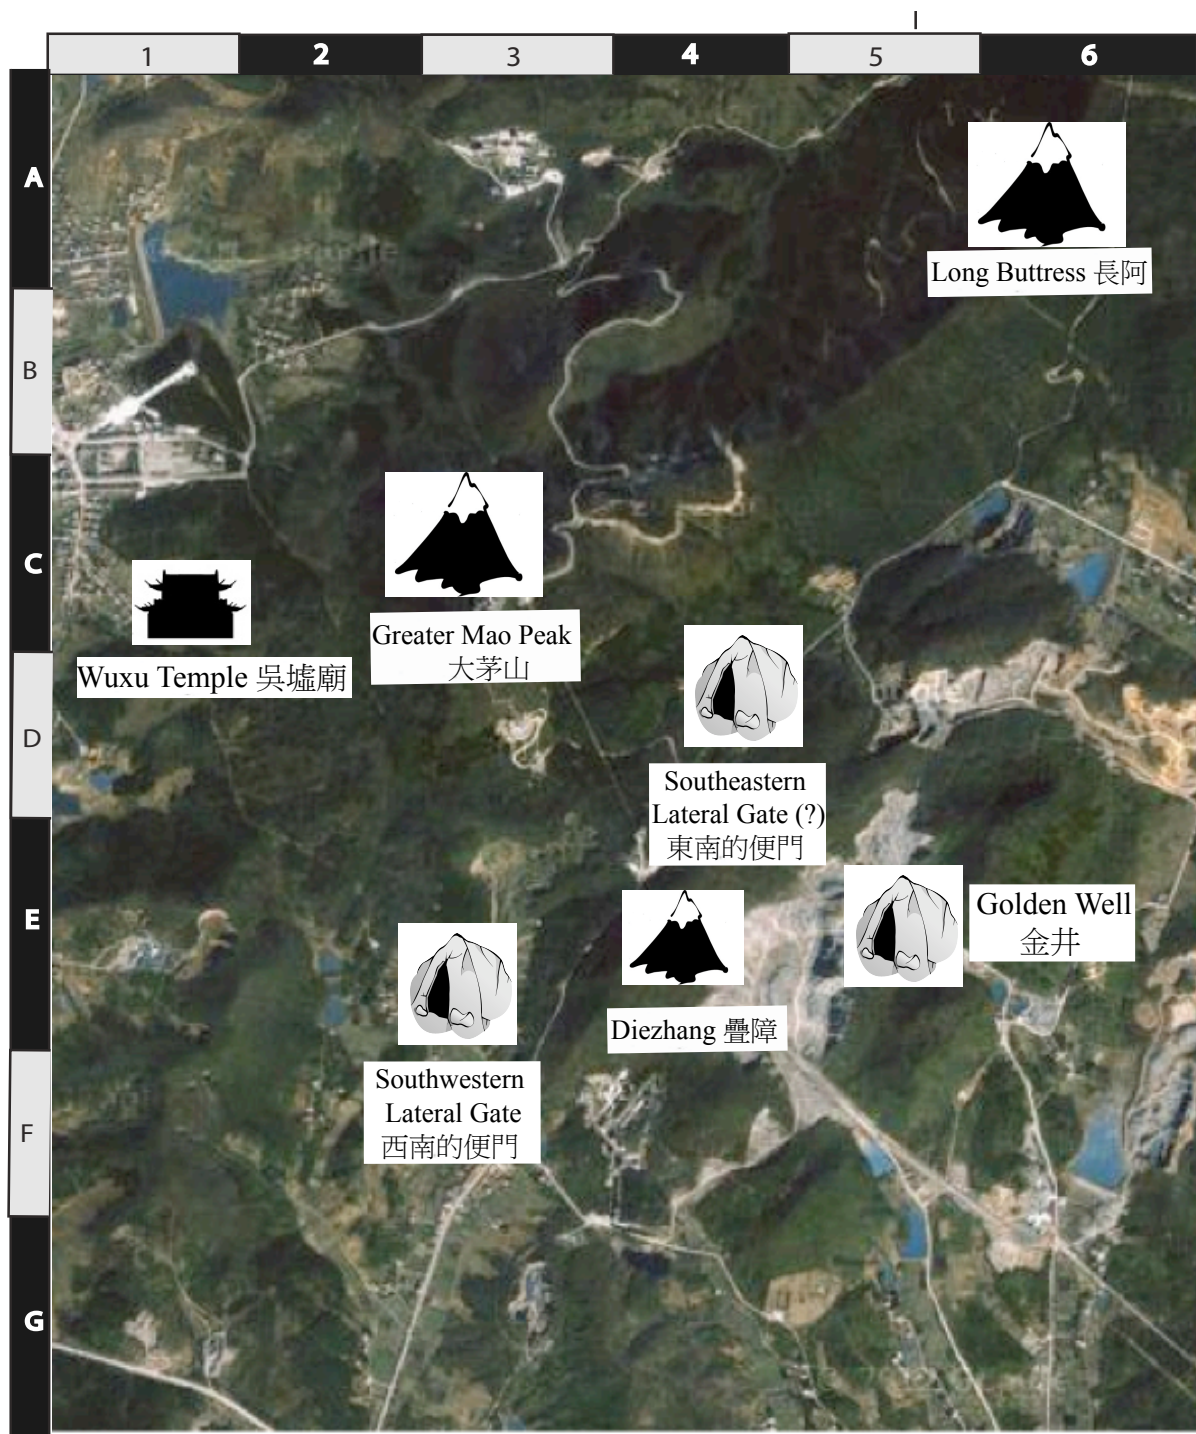 1 2 3 4 5 6
A
B
C
D
E
F
G
Long Buttress 長阿
Greater Mao Peak
大茅山
Wuxu Temple 吳墟廟
Southeastern
Lateral Gate (?)
東南的便門
Golden Well
金井
Diezhang 疊障
Southwestern
Lateral Gate
西南的便門